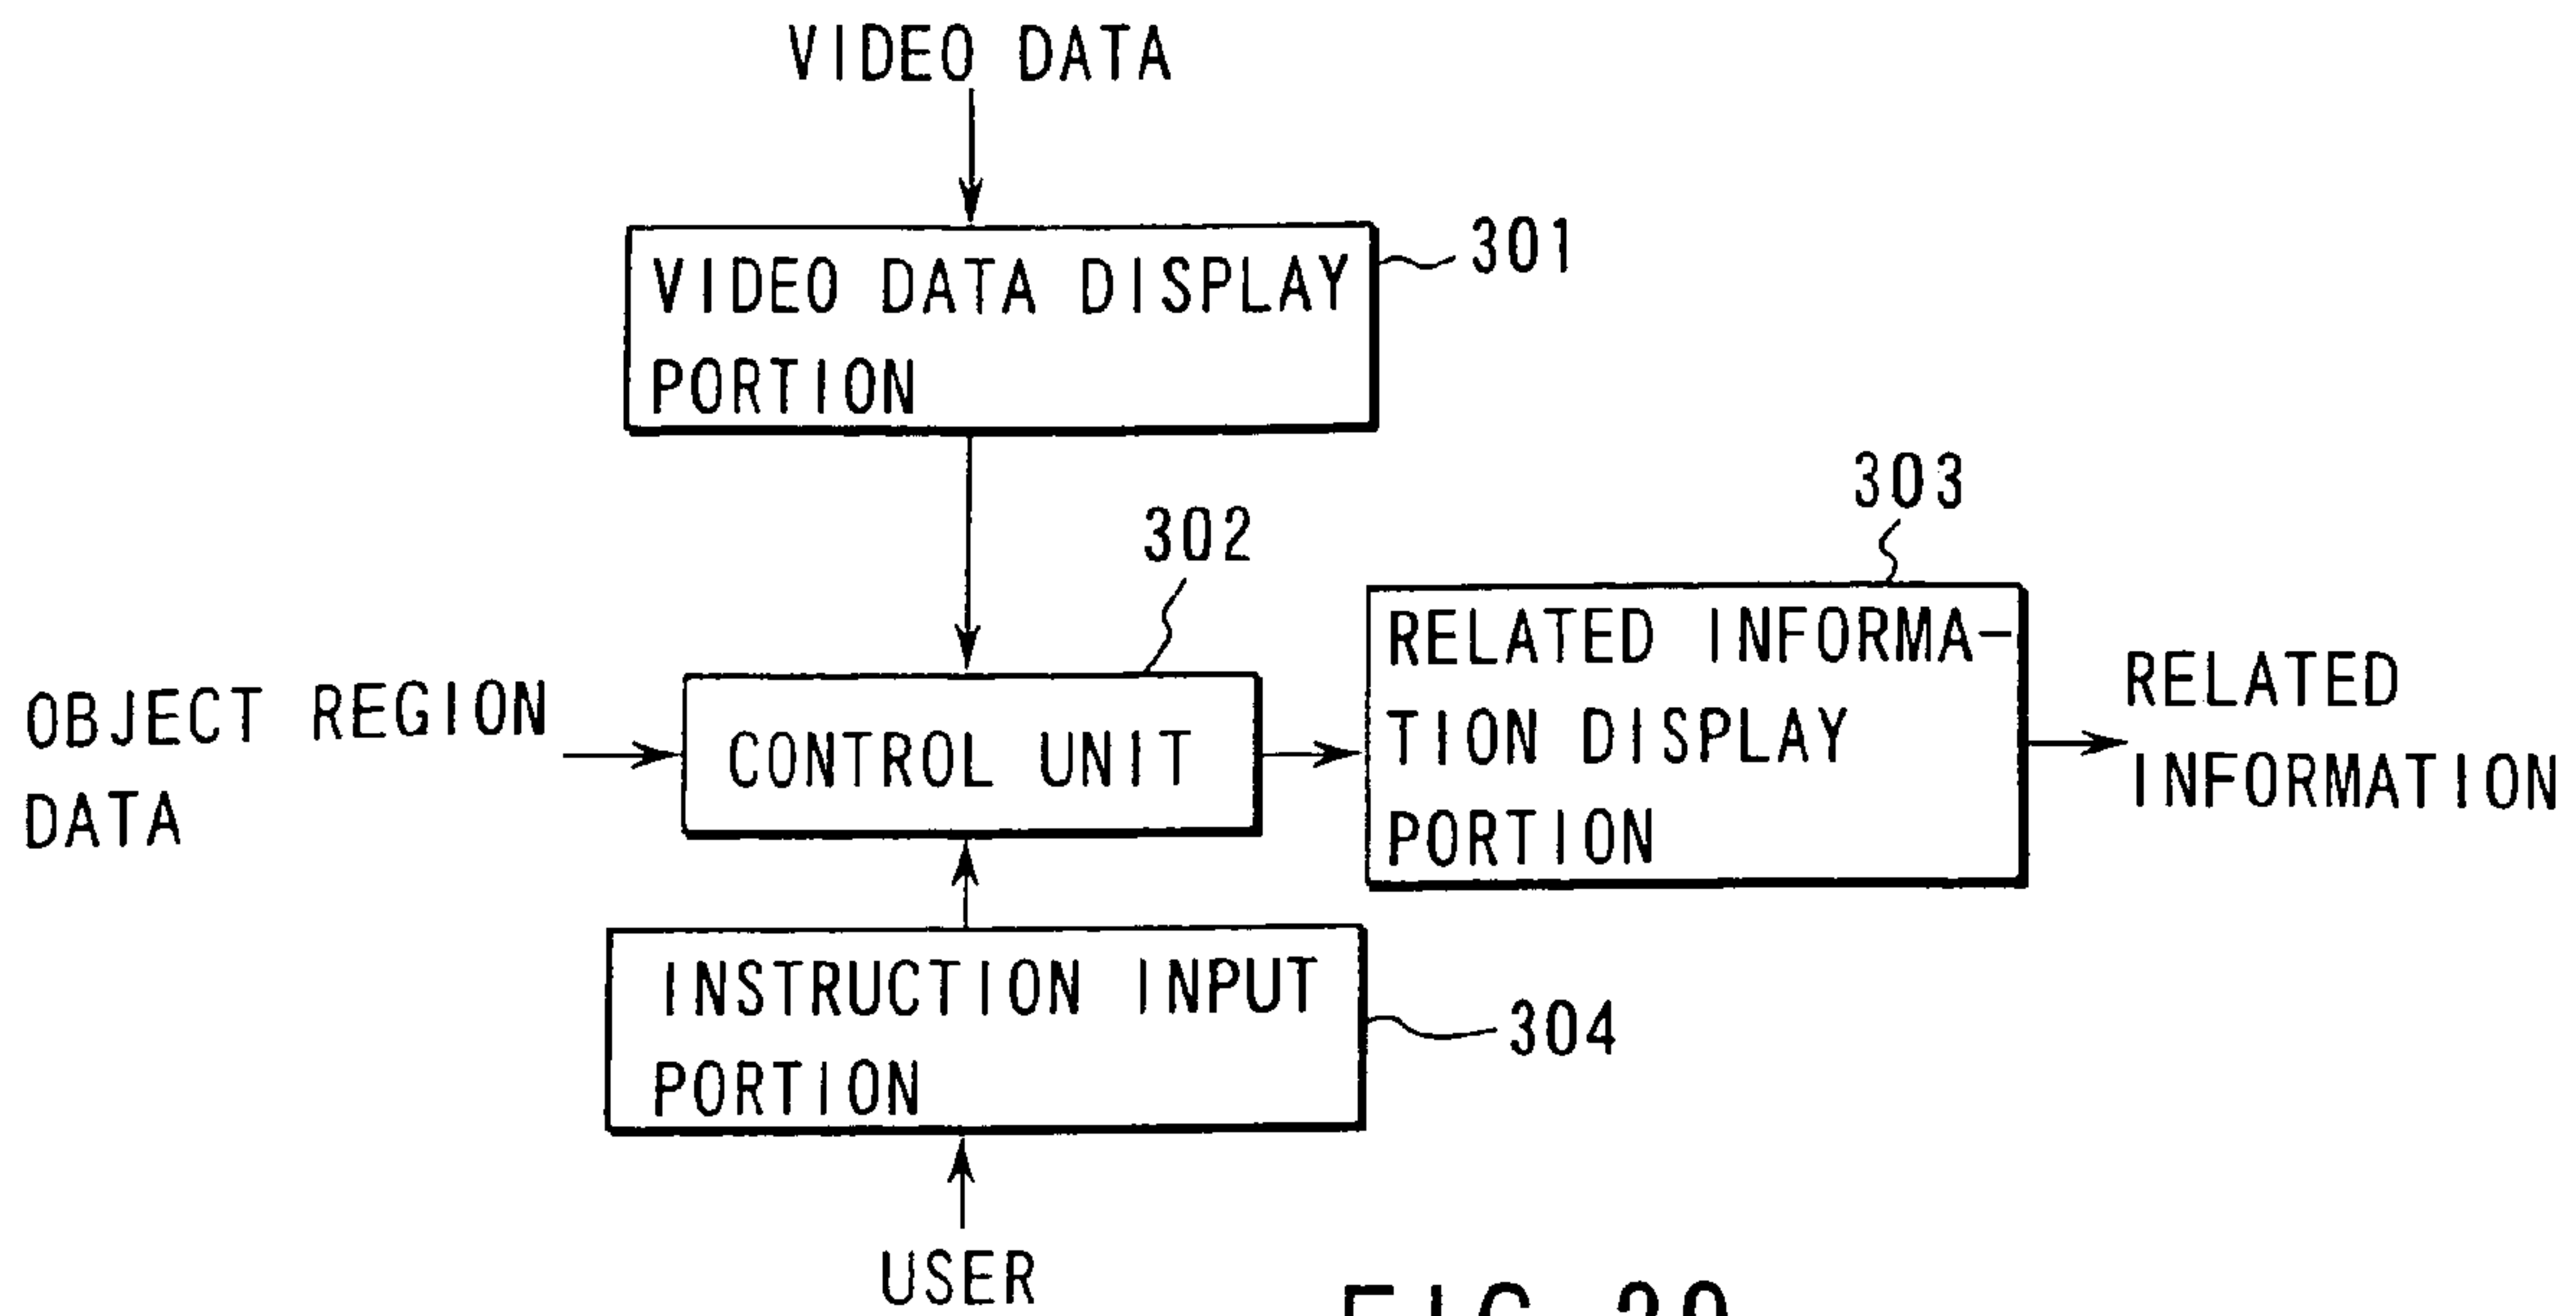 VIDEO DATA
VIDEO DATA DISPLAY
PORTION
301
302
303
OBJECT REGION
DATA
CONTROL UNIT
RELATED INFORMA-
TION DISPLAY
PORTION
RELATED
INFORMATION
INSTRUCTION INPUT
PORTION
304
USER